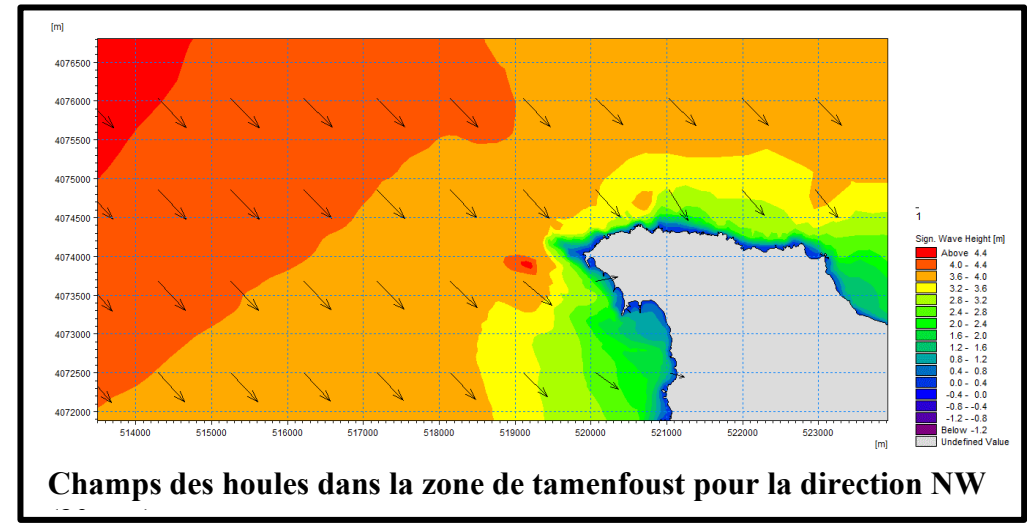 [m]
4076500
4076000
4075500
4075000
4074500
4074000
4073500
4073000
4072500
4072000
514000 515000 516000 517000 518000 519000 520000 521000 522000 523000
[m]
-
1
Sign. Wave Height [m]
Above 4.4
4.0 - 4.4
3.6 - 4.0
3.2 - 3.6
2.8 - 3.2
2.4 - 2.8
2.0 - 2.4
1.6 - 2.0
1.2 - 1.6
0.8 - 1.2
0.4 - 0.8
0.0 - 0.4
-0.4 - 0.0
-0.8 - -0.4
-1.2 - -0.8
Below -1.2
Undefined Value
Champs des houles dans la zone de tamenfoust pour la direction NW